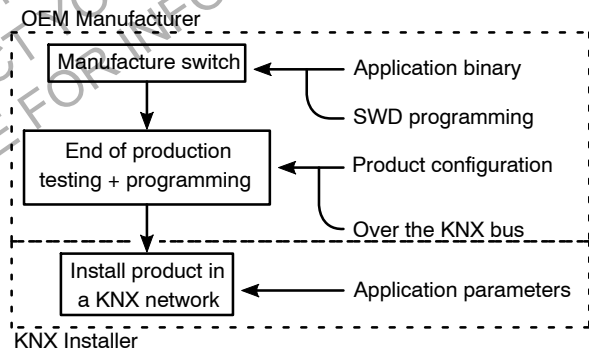 OEM Manufacturer
Manufacture switch
Application binary
SWD programming
End of production
testing + programming
Product configuration
Over the KNX bus
Install product in
a KNX network
Application parameters
KNX Installer